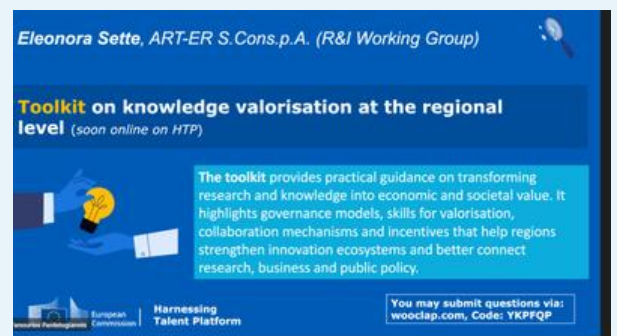 Eleonora Sette, ART-ER S.Cons.p.A. (R&I Working Group)
Toolkit on knowledge valorisation at the regional
level (soon online on HTP)
The toolkit provides practical guidance on transforming
research and knowledge into economic and societal value. It
highlights governance models, skills for valorisation,
collaboration mechanisms and incentives that help regions
strengthen innovation ecosystems and better connect
research, business and public policy.
European
Commission
Harnessing
Talent Platform
You may submit questions via:
wooclap.com, Code: YKPFQP